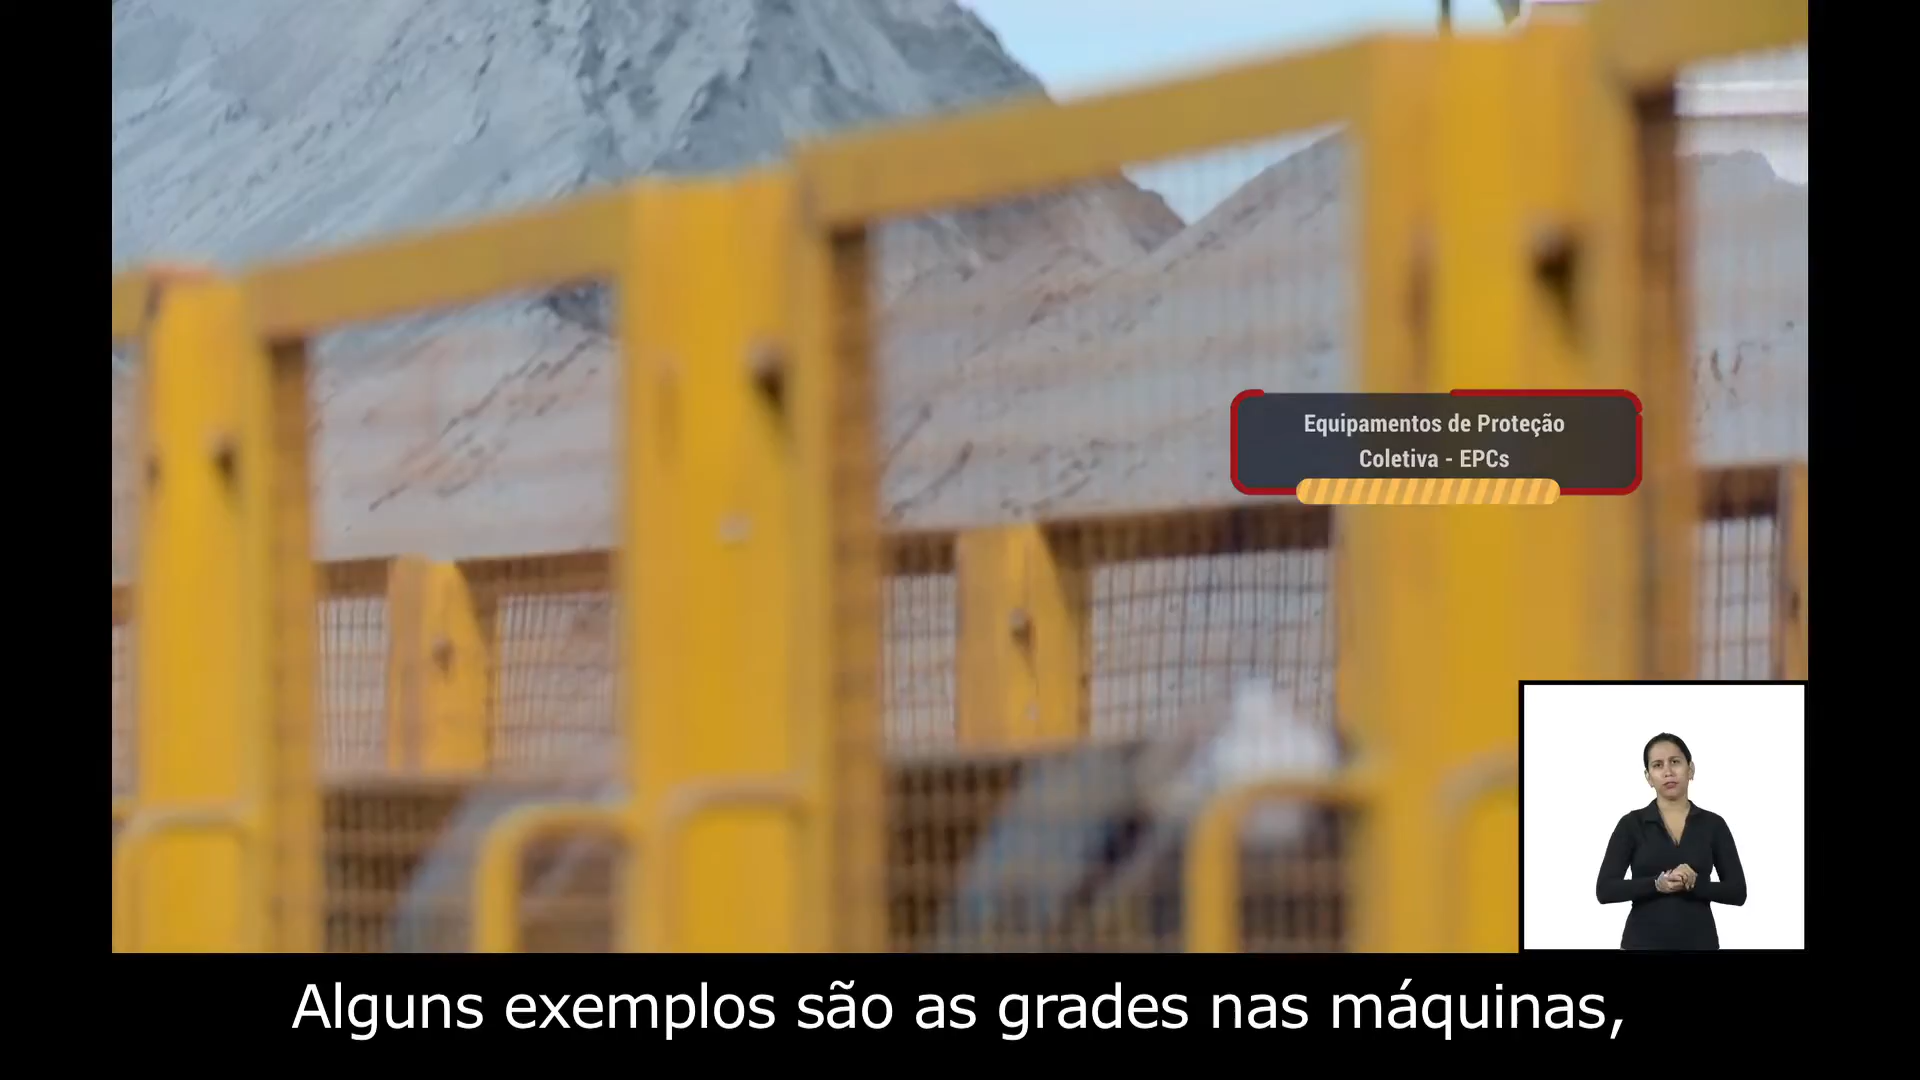 Equipamentos de Proteção
Coletiva - EPCs
Alguns exemplos são as grades nas máquinas,